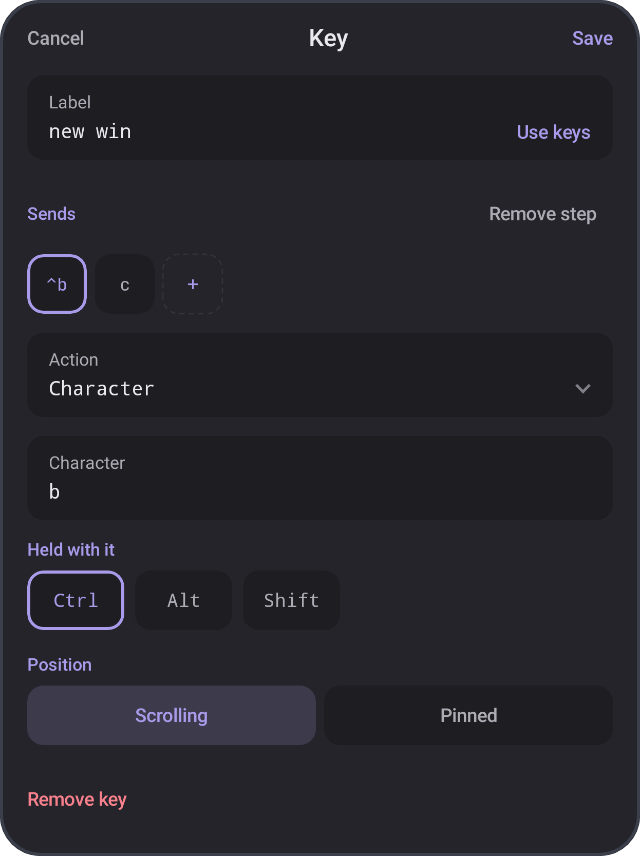 Cancel Key Save
Label
new win Use keys
Sends Remove step
^b c +
Action
Character
Character
b
Held with it
Ctrl Alt Shift
Position
Scrolling Pinned
Remove key